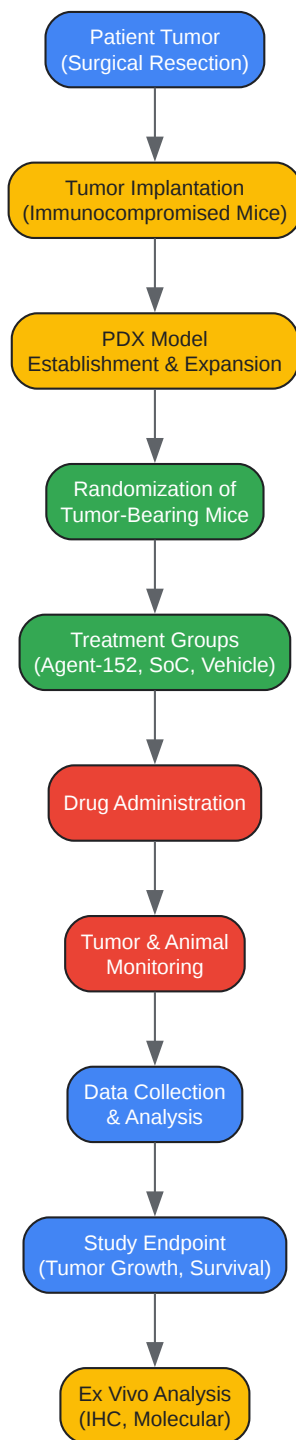 Patient Tumor
(Surgical Resection)
Tumor Implantation
(Immunocompromised Mice)
PDX Model
Establishment & Expansion
Randomization of
Tumor-Bearing Mice
Treatment Groups
(Agent-152, SoC, Vehicle)
Drug Administration
Tumor & Animal
Monitoring
Data Collection
& Analysis
Study Endpoint
(Tumor Growth, Survival)
Ex Vivo Analysis
(IHC, Molecular)